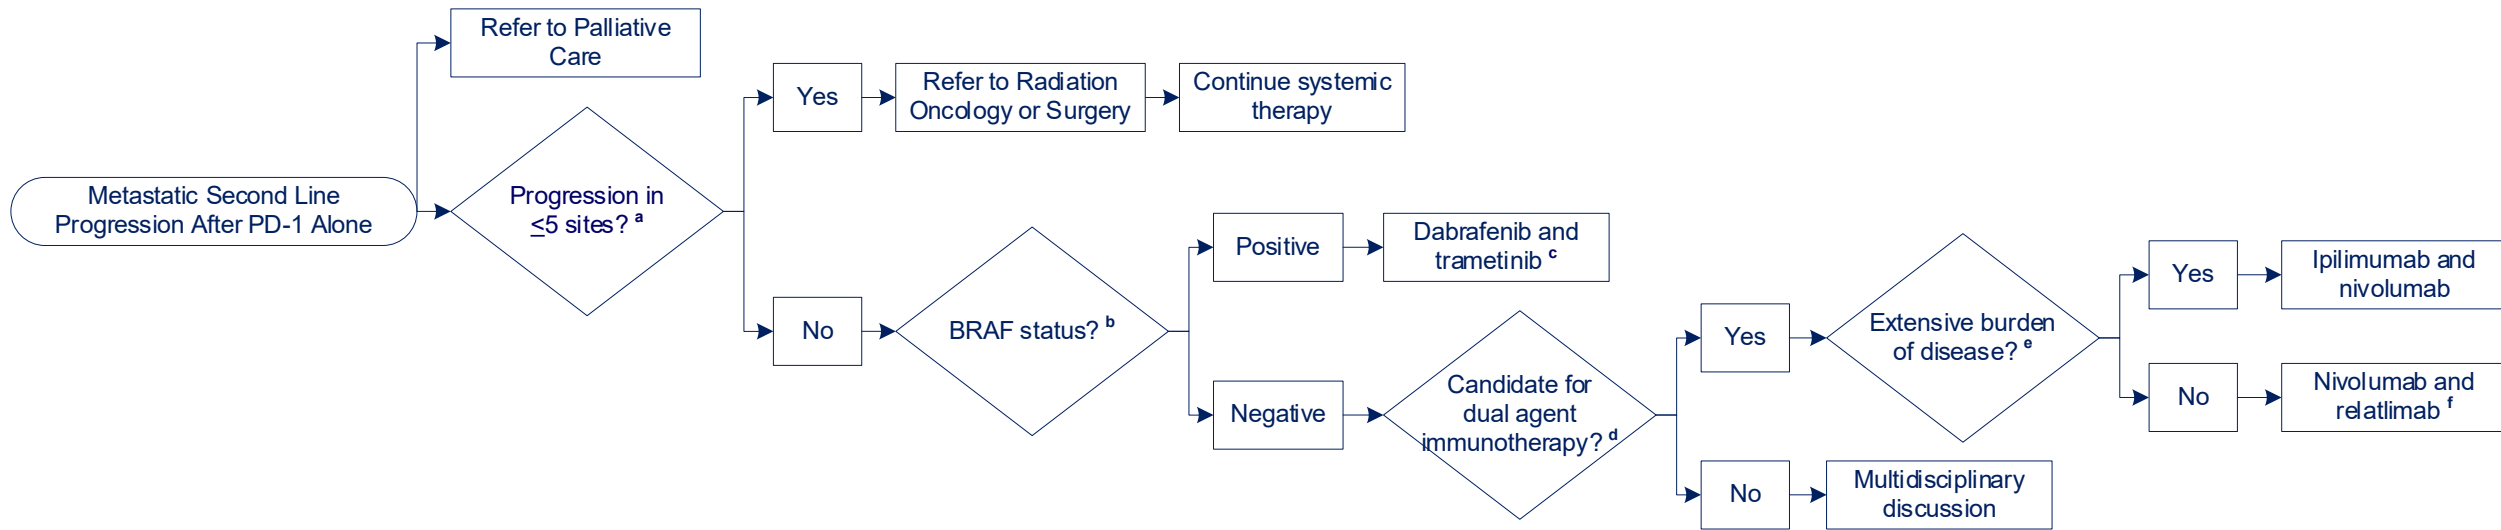 Refer to Palliative
Care
Yes
Refer to Radiation
Oncology or Surgery
Continue systemic
therapy
Metastatic Second Line
Progression After PD-1 Alone
Progression in
≤5 sites? a
Positive
Dabrafenib and
trametinib c
Yes
Ipilimumab and
nivolumab
No
BRAF status? b
Yes
Extensive burden
of disease? e
Negative
Candidate for
dual agent
immunotherapy? d
No
Nivolumab and
relatlimab f
No
Multidisciplinary
discussion